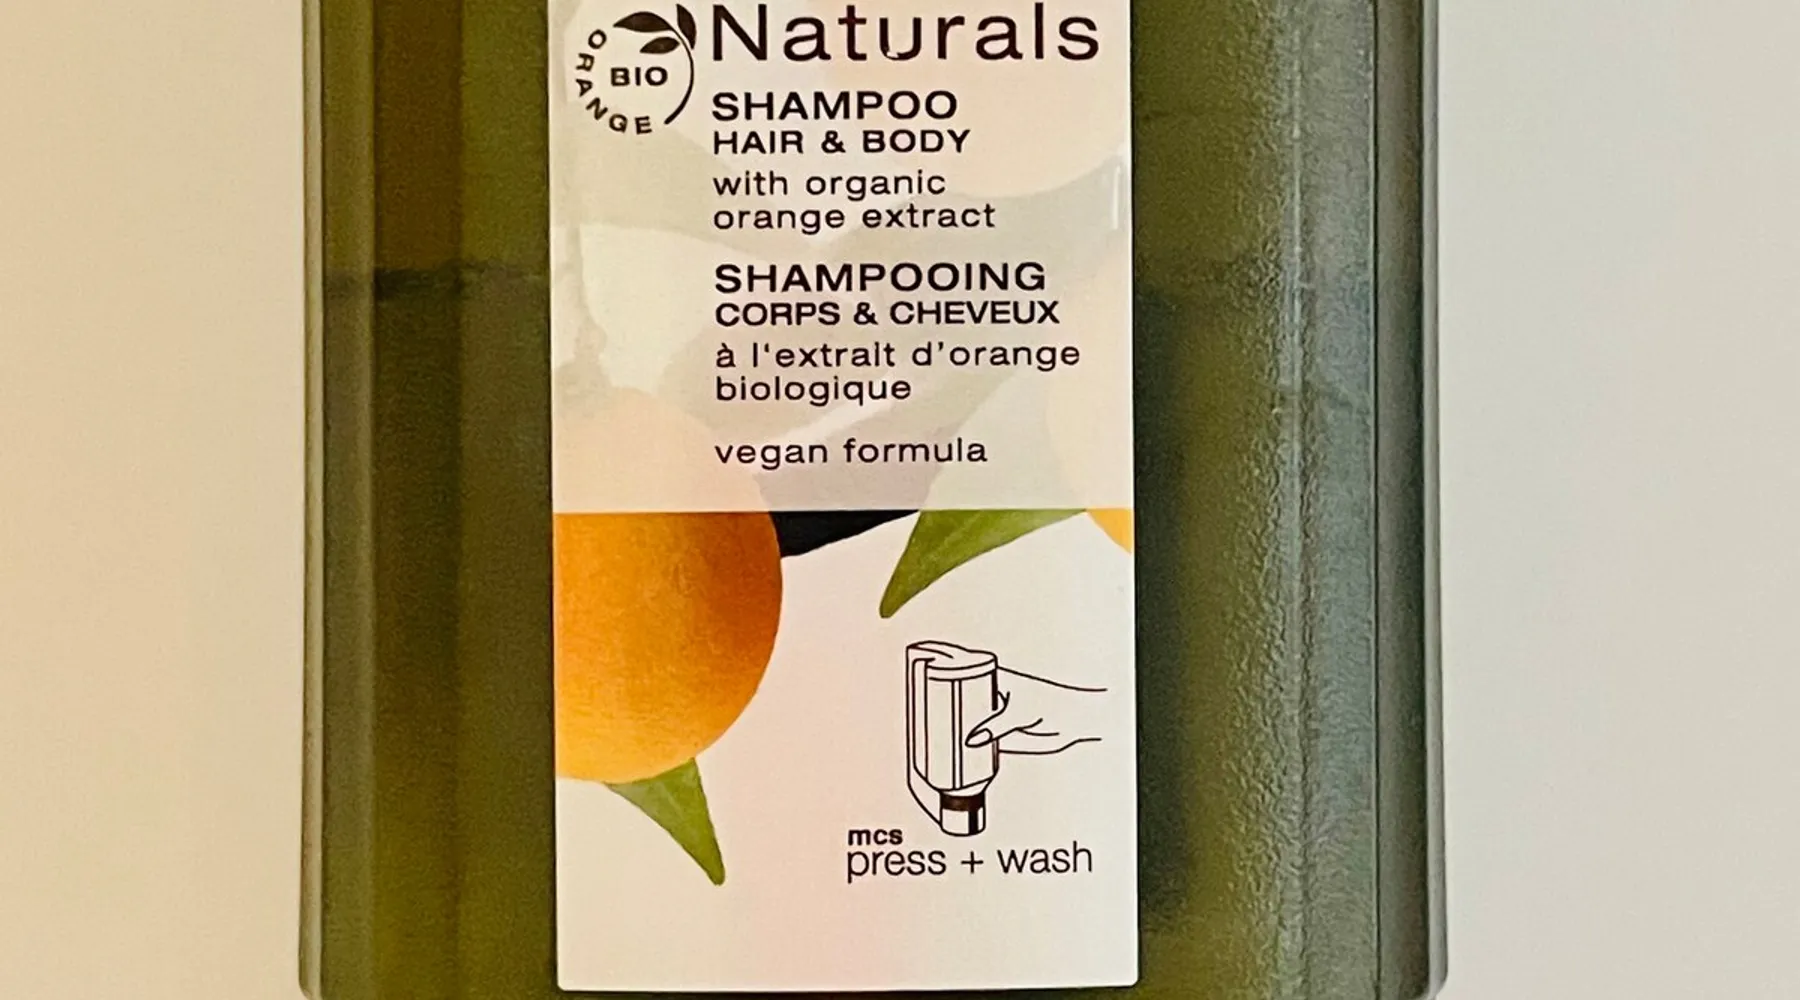 BIO
ORANGE
Naturals
SHAMPOO
HAIR & BODY
with organic
orange extract
SHAMPOOING
CORPS & CHEVEUX
à l‘extrait d’orange
biologique
vegan formula
mcs
press + wash